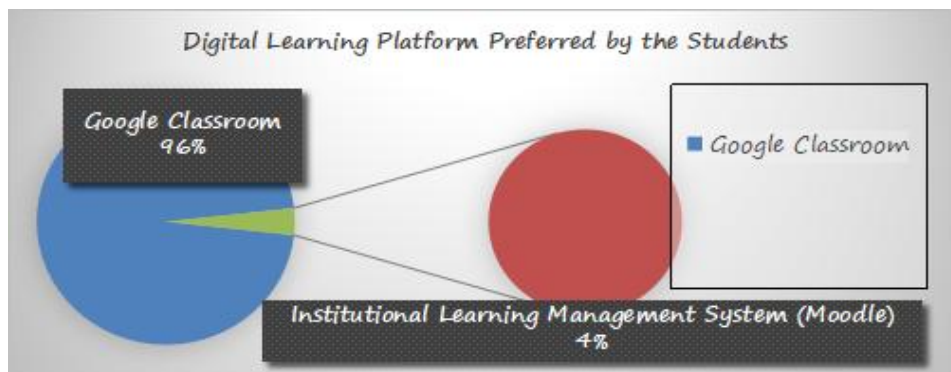 Digital Learning Platform Preferred by the Students
Google Classroom
96%
Google Classroom
Institutional Learning Management System (Moodle)
4%